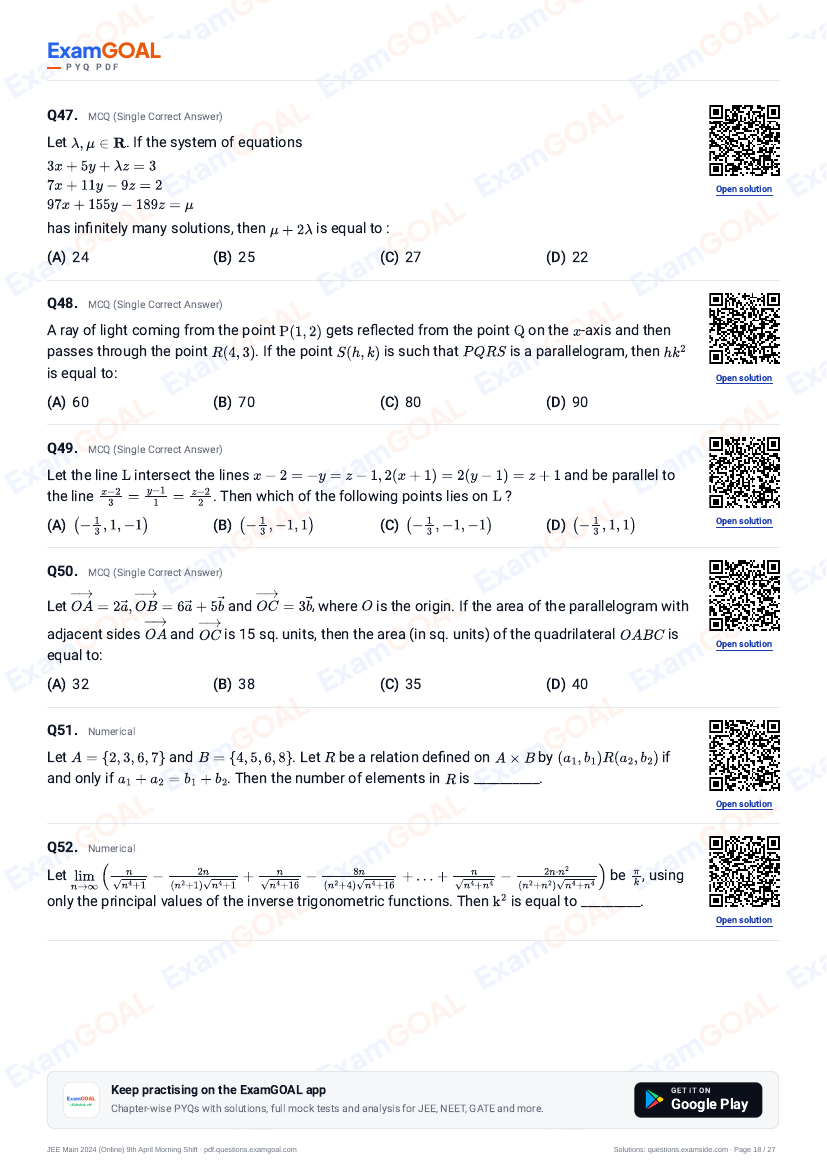 ExamGOAL
PYQ PDF
Q47. MCQ (Single Correct Answer)
Let λ, μ ∈ R. If the system of equations
3x + 5y + λz = 3
7x + 11y − 9z = 2
97x + 155y − 189z = μ
has infinitely many solutions, then μ + 2λ is equal to :
(A) 24 (B) 25 (C) 27 (D) 22
Open solution
Q48. MCQ (Single Correct Answer)
A ray of light coming from the point P(1, 2) gets reflected from the point Q on the x-axis and then
passes through the point R(4, 3). If the point S(h, k) is such that PQRS is a parallelogram, then hk²
is equal to:
(A) 60 (B) 70 (C) 80 (D) 90
Open solution
Q49. MCQ (Single Correct Answer)
Let the line L intersect the lines x − 2 = −y = z − 1, 2(x + 1) = 2(y − 1) = z + 1 and be parallel to
the line (x−2)/3 = (y−1)/1 = (z−2)/2. Then which of the following points lies on L ?
(A) (−1/3, 1, −1) (B) (−1/3, −1, 1) (C) (−1/3, −1, −1) (D) (−1/3, 1, 1)
Open solution
Q50. MCQ (Single Correct Answer)
Let OA⃗ = 2a⃗, OB⃗ = 6a⃗ + 5b⃗ and OC⃗ = 3b⃗, where O is the origin. If the area of the parallelogram with
adjacent sides OA⃗ and OC⃗ is 15 sq. units, then the area (in sq. units) of the quadrilateral OABC is
equal to:
(A) 32 (B) 38 (C) 35 (D) 40
Open solution
Q51. Numerical
Let A = {2, 3, 6, 7} and B = {4, 5, 6, 8}. Let R be a relation defined on A × B by (a₁, b₁)R(a₂, b₂) if
and only if a₁ + a₂ = b₁ + b₂. Then the number of elements in R is _________.
Open solution
Q52. Numerical
Let lim n→∞ (n/√(n⁴+1) − 2n/((n²+1)√(n⁴+1)) + n/√(n⁴+16) − 8n/((n²+4)√(n⁴+16)) + … + n/√(n⁴+n⁴) − 2n·n²/((n²+n²)√(n⁴+n⁴))) be π/k, using
only the principal values of the inverse trigonometric functions. Then k² is equal to _________.
Open solution
Keep practising on the ExamGOAL app
Chapter-wise PYQs with solutions, full mock tests and analysis for JEE, NEET, GATE and more.
GET IT ON
Google Play
JEE Main 2024 (Online) 9th April Morning Shift · pdf.questions.examgoal.com
Solutions: questions.examside.com · Page 18 / 27